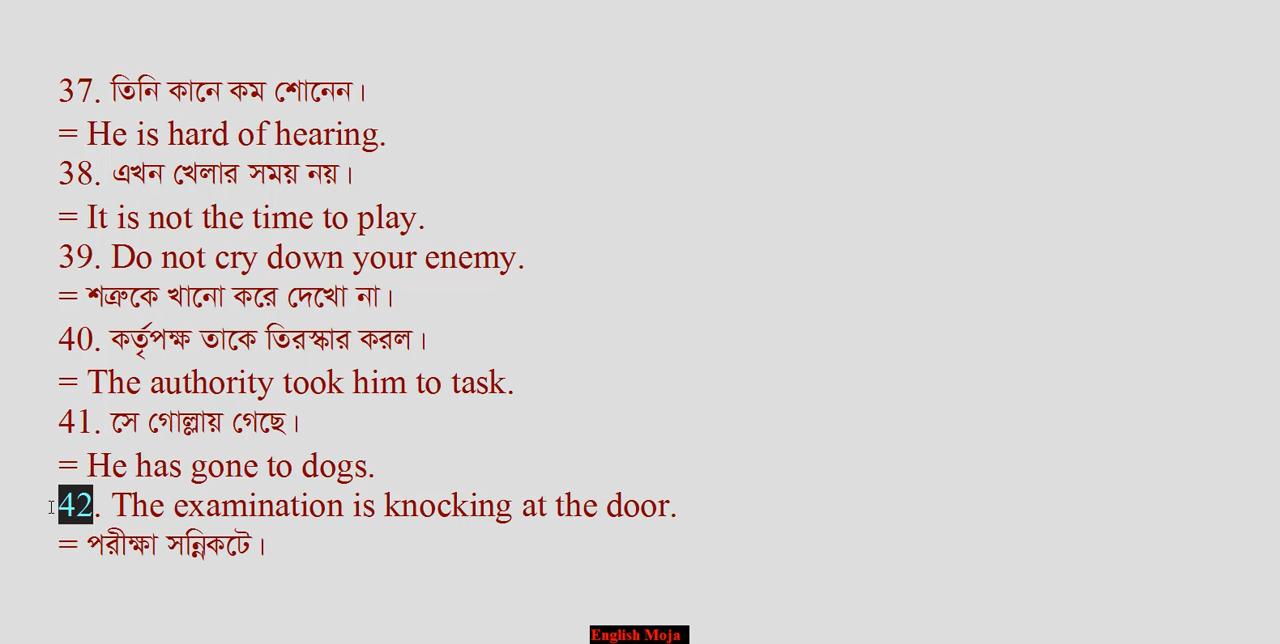 37. তিনি কানে কম শোনেন।
= He is hard of hearing.
38. এখন খেলার সময় নয়।
= It is not the time to play.
39. Do not cry down your enemy.
= শত্রুকে খানো করে দেখো না।
40. কর্তৃপক্ষ তাকে তিরস্কার করল।
= The authority took him to task.
41. সে গোল্লায় গেছে।
= He has gone to dogs.
42. The examination is knocking at the door.
= পরীক্ষা সন্নিকটে।
English Moja